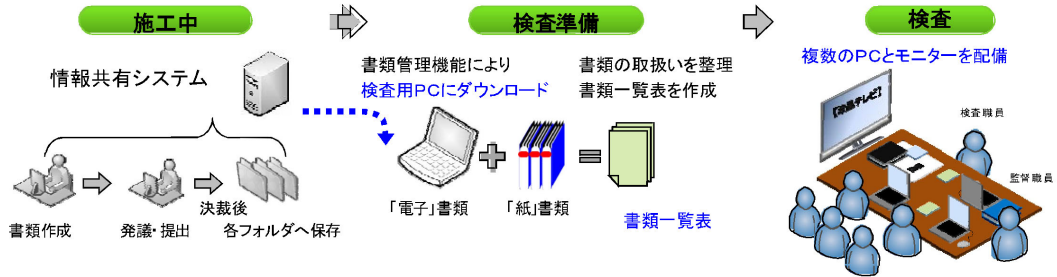 施工中
検査準備
検査
情報共有システム
書類作成
発議・提出
決裁後
各フォルダへ保存
書類管理機能により
検査用PCにダウンロード
書類の取扱いを整理
書類一覧表を作成
「電子」書類
「紙」書類
書類一覧表
複数のPCとモニターを配備
【液晶テレビ】
検査職員
監督職員